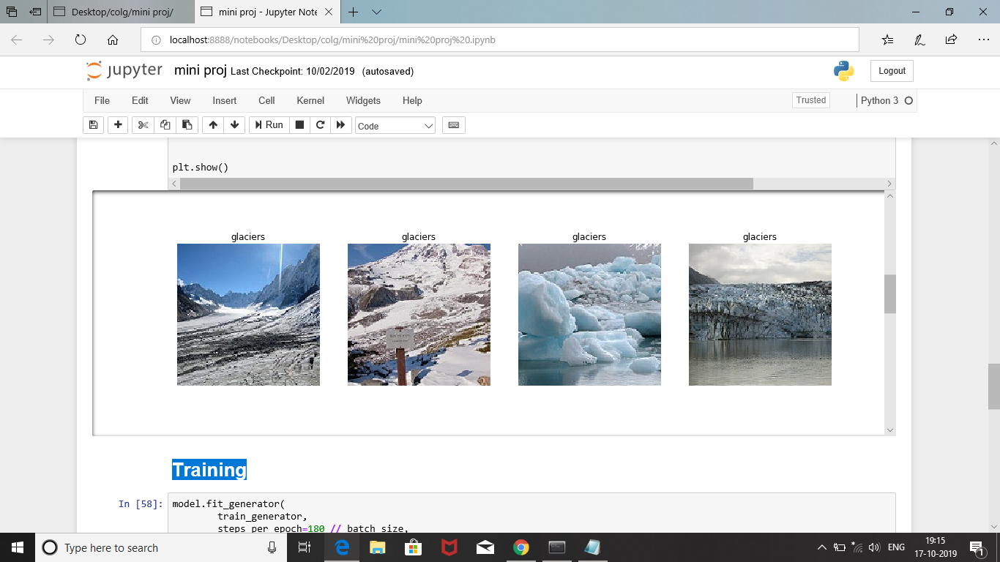 Desktop/colg/mini proj/
mini proj - Jupyter Note
localhost:8888/notebooks/Desktop/colg/mini%20proj/mini%20proj%20.ipynb
jupyter mini proj Last Checkpoint: 10/02/2019 (autosaved)
Logout
File Edit View Insert Cell Kernel Widgets Help
Trusted
Python 3
Run
Code
plt.show()
glaciers glaciers glaciers glaciers
Training
In [58]: model.fit_generator(
train_generator,
steps_per_epoch=180 // batch_size,
Type here to search
ENG
19:15
17-10-2019
1